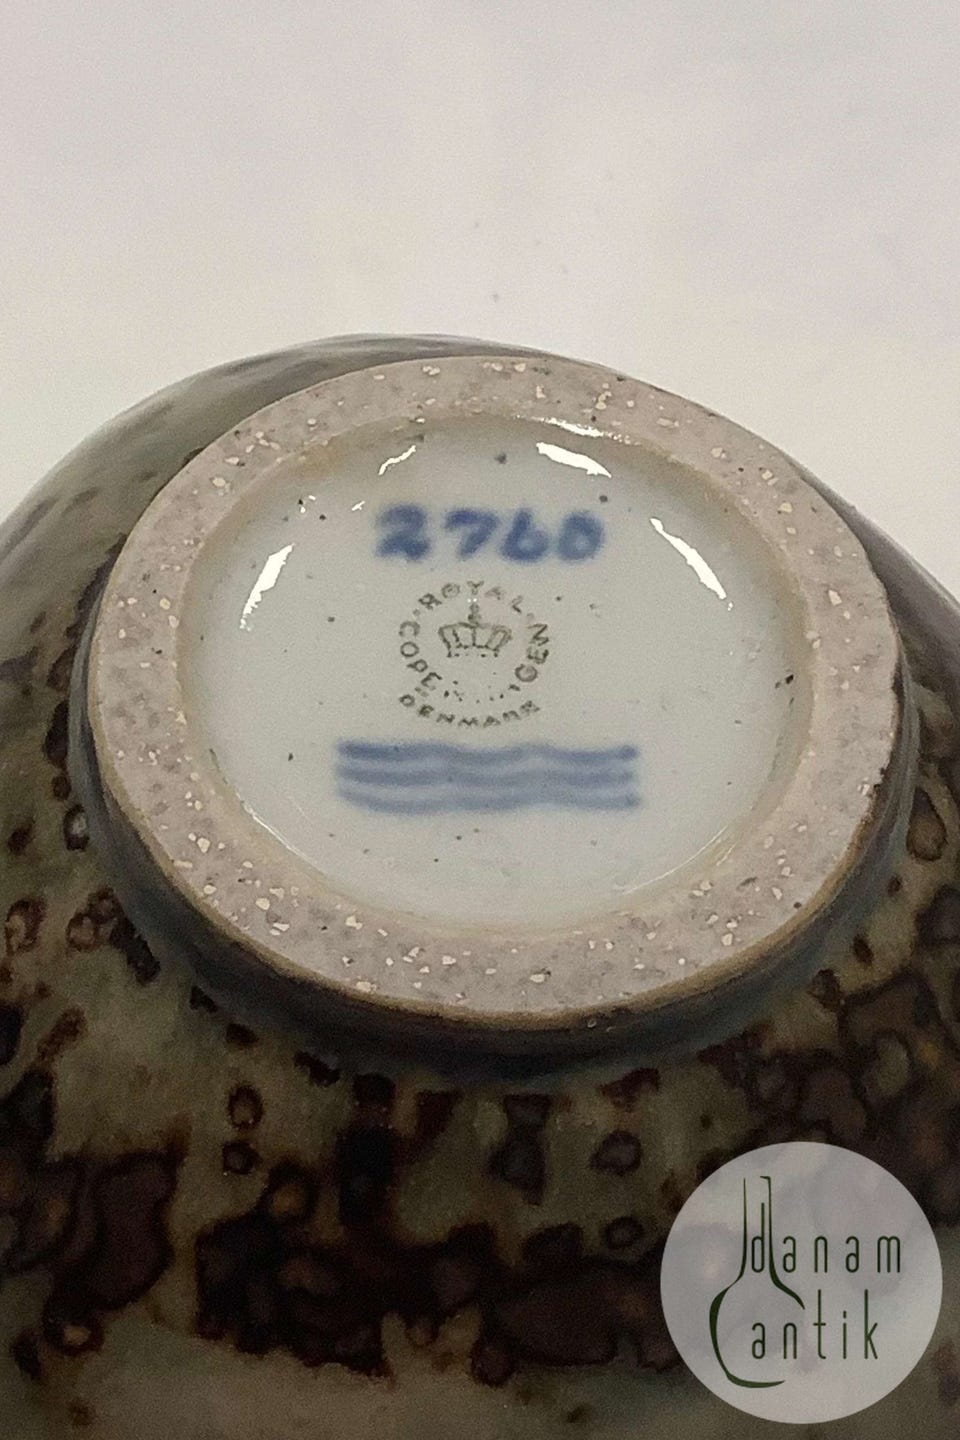 2760
ROYAL
COPENHAGEN
DENMARK
danam
antik